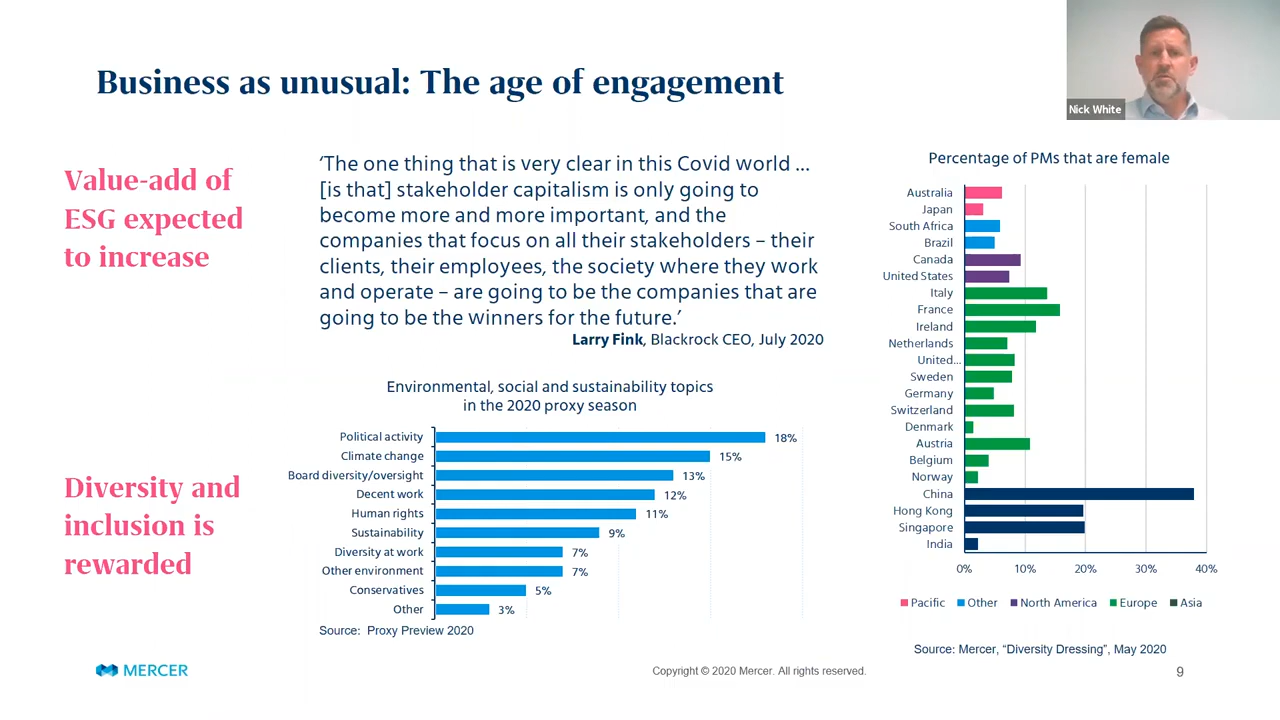 Business as unusual: The age of engagement
Nick White
Value-add of
ESG expected
to increase
‘The one thing that is very clear in this Covid world ...
[is that] stakeholder capitalism is only going to
become more and more important, and the
companies that focus on all their stakeholders – their
clients, their employees, the society where they work
and operate – are going to be the companies that are
going to be the winners for the future.’
Larry Fink, Blackrock CEO, July 2020
Diversity and
inclusion is
rewarded
Environmental, social and sustainability topics
in the 2020 proxy season
Political activity 18%
Climate change 15%
Board diversity/oversight 13%
Decent work 12%
Human rights 11%
Sustainability 9%
Diversity at work 7%
Other environment 7%
Conservatives 5%
Other 3%
Source: Proxy Preview 2020
Percentage of PMs that are female
Australia
Japan
South Africa
Brazil
Canada
United States
Italy
France
Ireland
Netherlands
United...
Sweden
Germany
Switzerland
Denmark
Austria
Belgium
Norway
China
Hong Kong
Singapore
India
0% 10% 20% 30% 40%
Pacific Other North America Europe Asia
Source: Mercer, “Diversity Dressing”, May 2020
MERCER
Copyright © 2020 Mercer. All rights reserved.
9